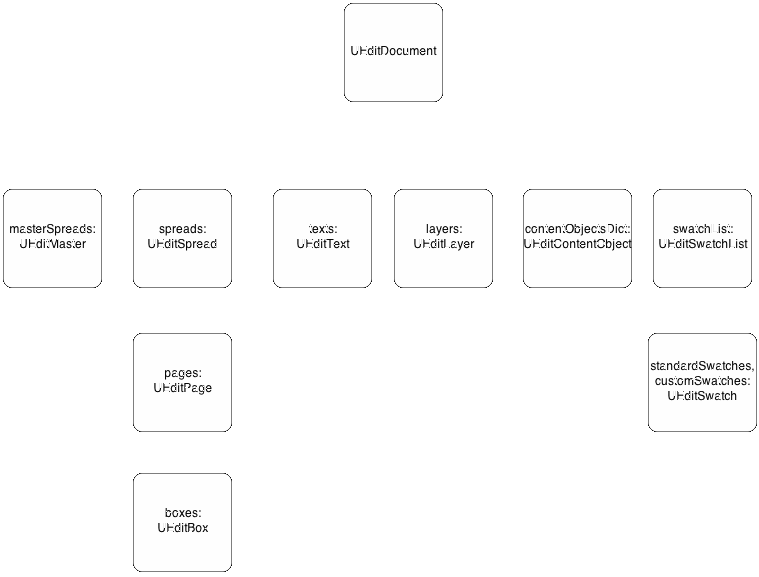 UEditDocument
masterSpreads:
UEditMaster
spreads:
UEditSpread
texts:
UEditText
layers:
UEditLayer
contentObjectsDict:
UEditContentObject
swatchList:
UEditSwatchList
pages:
UEditPage
standardSwatches,
customSwatches:
UEditSwatch
boxes:
UEditBox